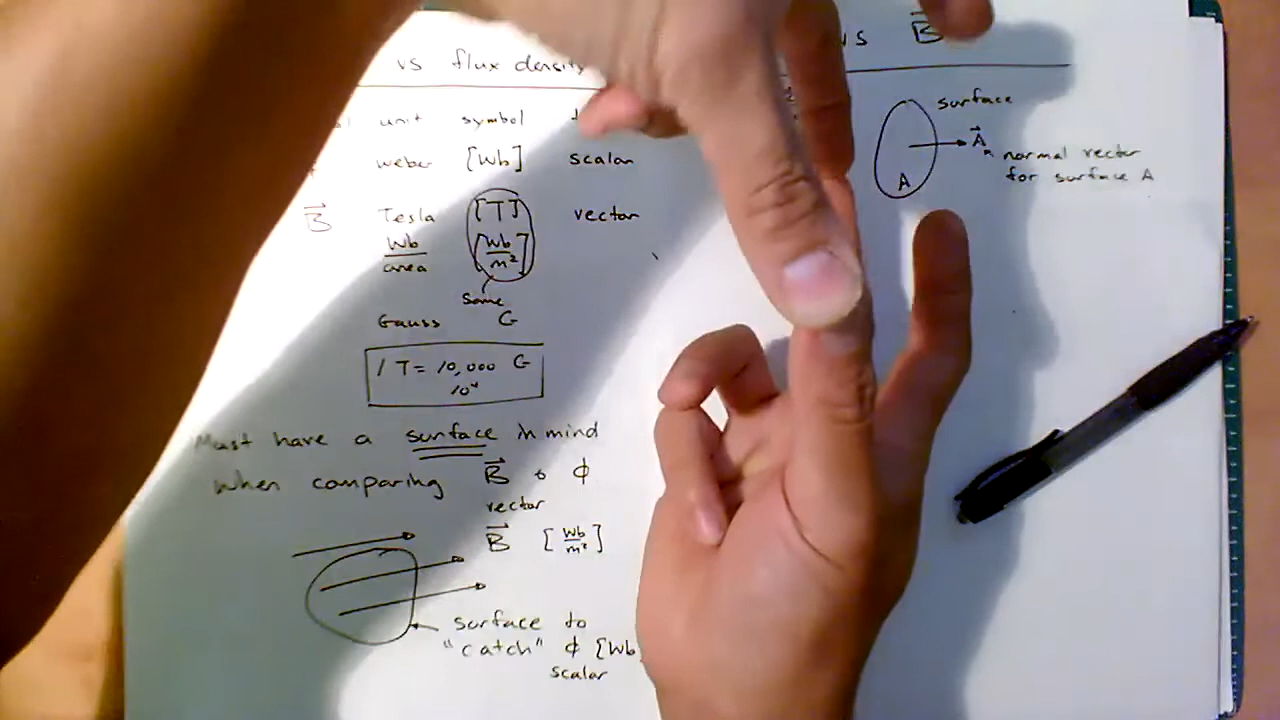 vs flux density
unit symbol
weber [Wb] scalar
B Tesla [T] vector
Wb/area [Wb/m²]
same
Gauss G
1 T = 10,000 G
10⁴
Must have a surface in mind
when comparing B & ϕ
vector
B [Wb/m²]
surface to
"catch" ϕ [Wb
scalar
vs B
surface
A
normal vector
for surface A
A